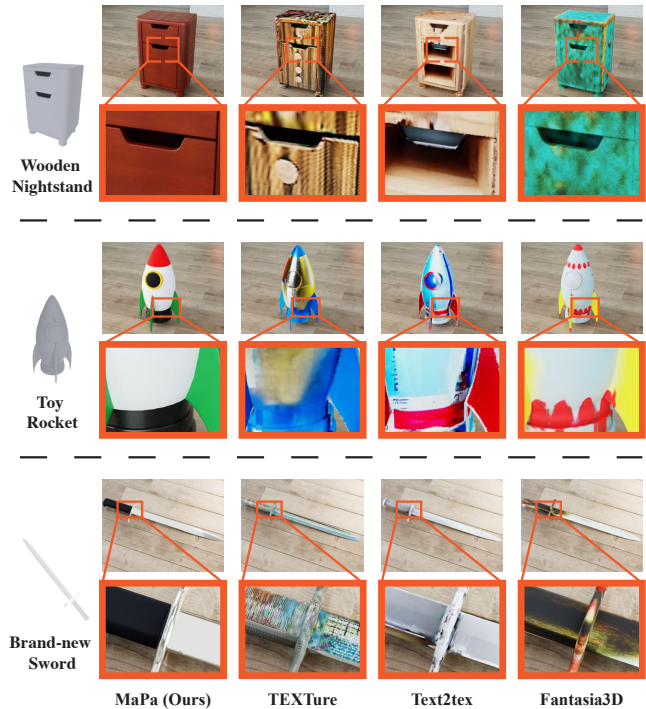 Wooden
Nightstand
Toy
Rocket
Brand-new
Sword
MaPa (Ours)
TEXTure
Text2tex
Fantasia3D